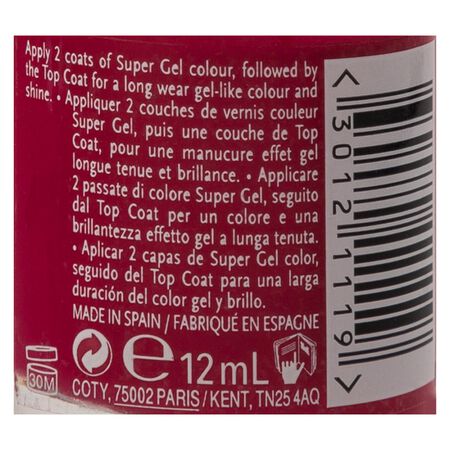 Apply 2 coats of Super Gel colour, followed by
the Top Coat for a long wear gel-like colour and
shine. • Appliquer 2 couches de vernis couleur
Super Gel, puis une couche de Top
Coat, pour une manucure effet gel
longue tenue et brillance. • Applicare
2 passate di colore Super Gel, seguito
dal Top Coat per un colore e una
brillantezza effetto gel a lunga tenuta.
• Aplicar 2 capas de Super Gel color,
seguido del Top Coat para una larga
duración del color gel y brillo.
MADE IN SPAIN / FABRIQUÉ EN ESPAGNE
30M
e 12mL
COTY, 75002 PARIS / KENT, TN25 4AQ
< 30121119 >